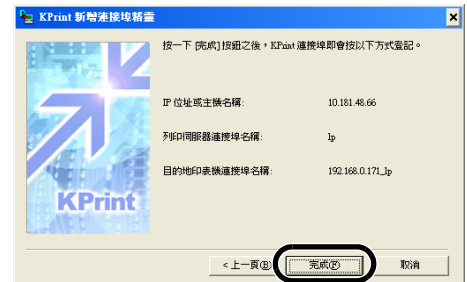 KPrint 新增連接埠精靈
按一下 [完成] 按鈕之後，KPrint 連接埠即會按以下方式登記。
IP 位址或主機名稱: 10.181.48.66
列印伺服器連接埠名稱: lp
目的地印表機連接埠名稱: 192.168.0.171_lp
KPrint
< 上一頁(B) 完成(F) 取消